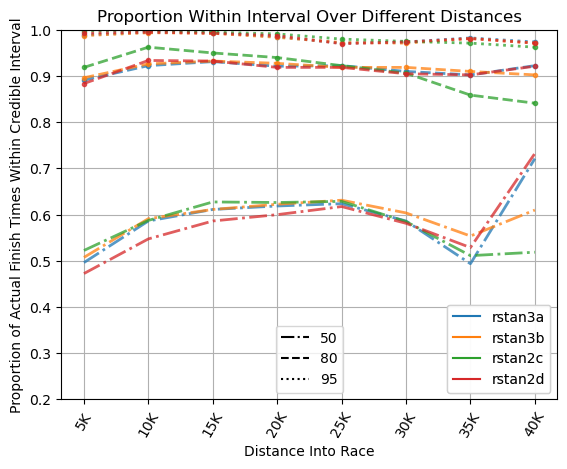 Proportion Within Interval Over Different Distances
Proportion of Actual Finish Times Within Credible Interval
1.0
0.9
0.8
0.7
0.6
0.5
0.4
0.3
0.2
50
80
95
rstan3a
rstan3b
rstan2c
rstan2d
5K
10K
15K
20K
25K
30K
35K
40K
Distance Into Race